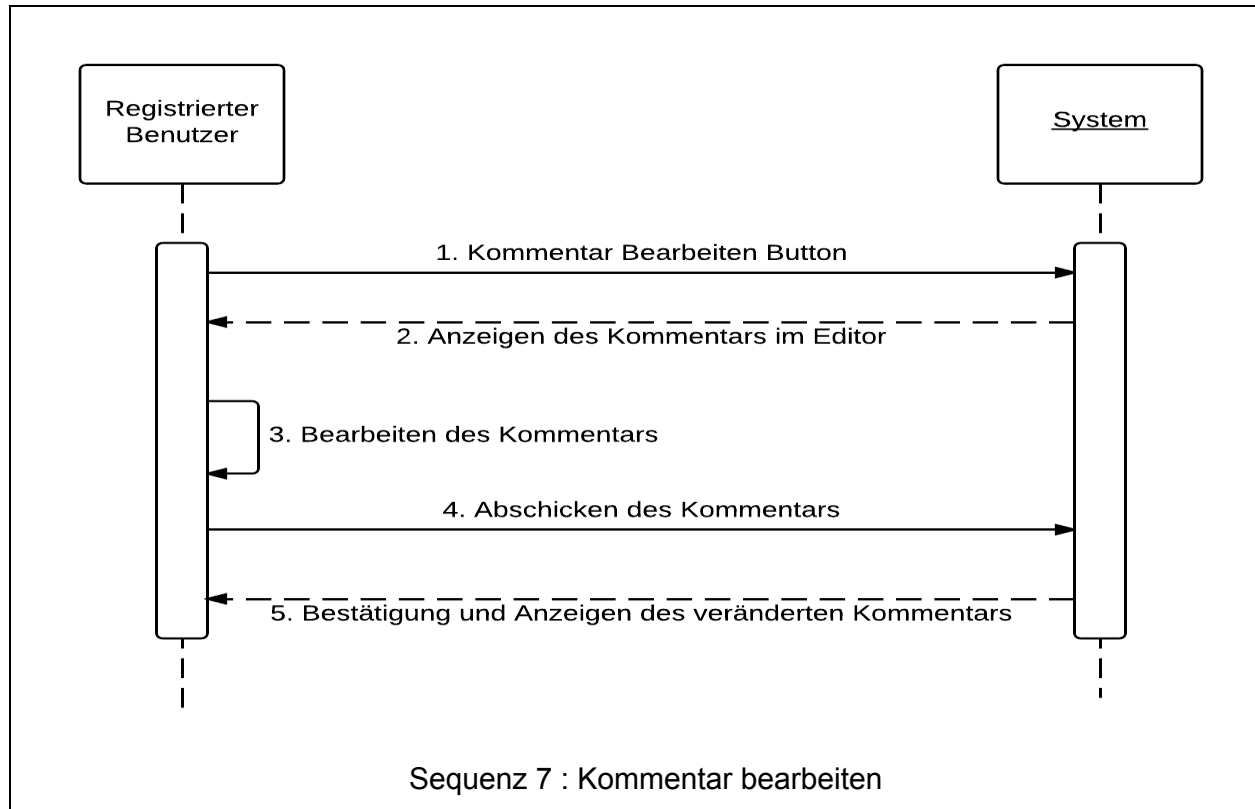 Registrierter
Benutzer
System
1. Kommentar Bearbeiten Button
2. Anzeigen des Kommentars im Editor
3. Bearbeiten des Kommentars
4. Abschicken des Kommentars
5. Bestätigung und Anzeigen des veränderten Kommentars
Sequenz 7 : Kommentar bearbeiten